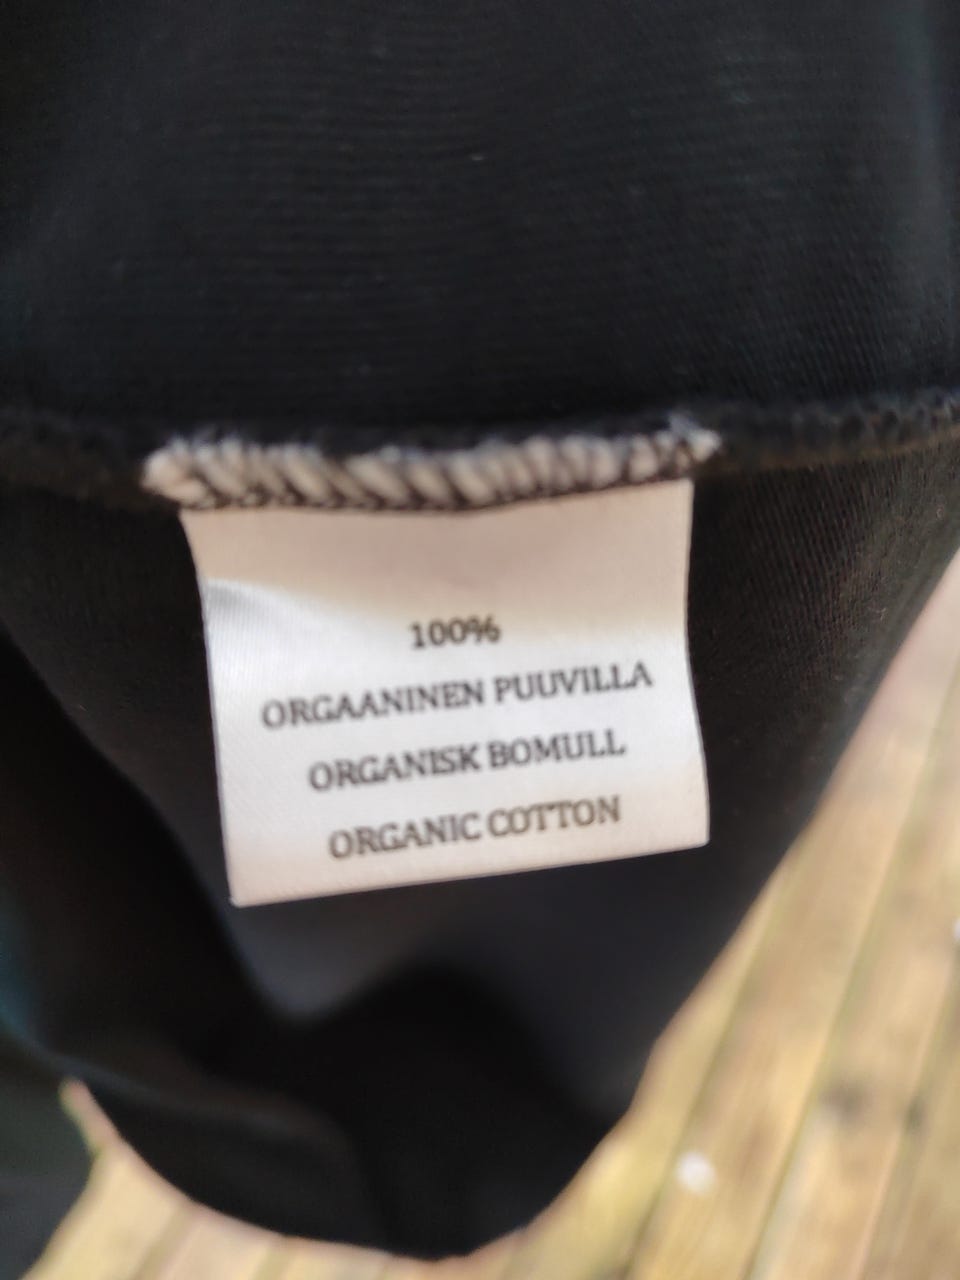 100%
ORGAANINEN PUUVILLA
ORGANISK BOMULL
ORGANIC COTTON